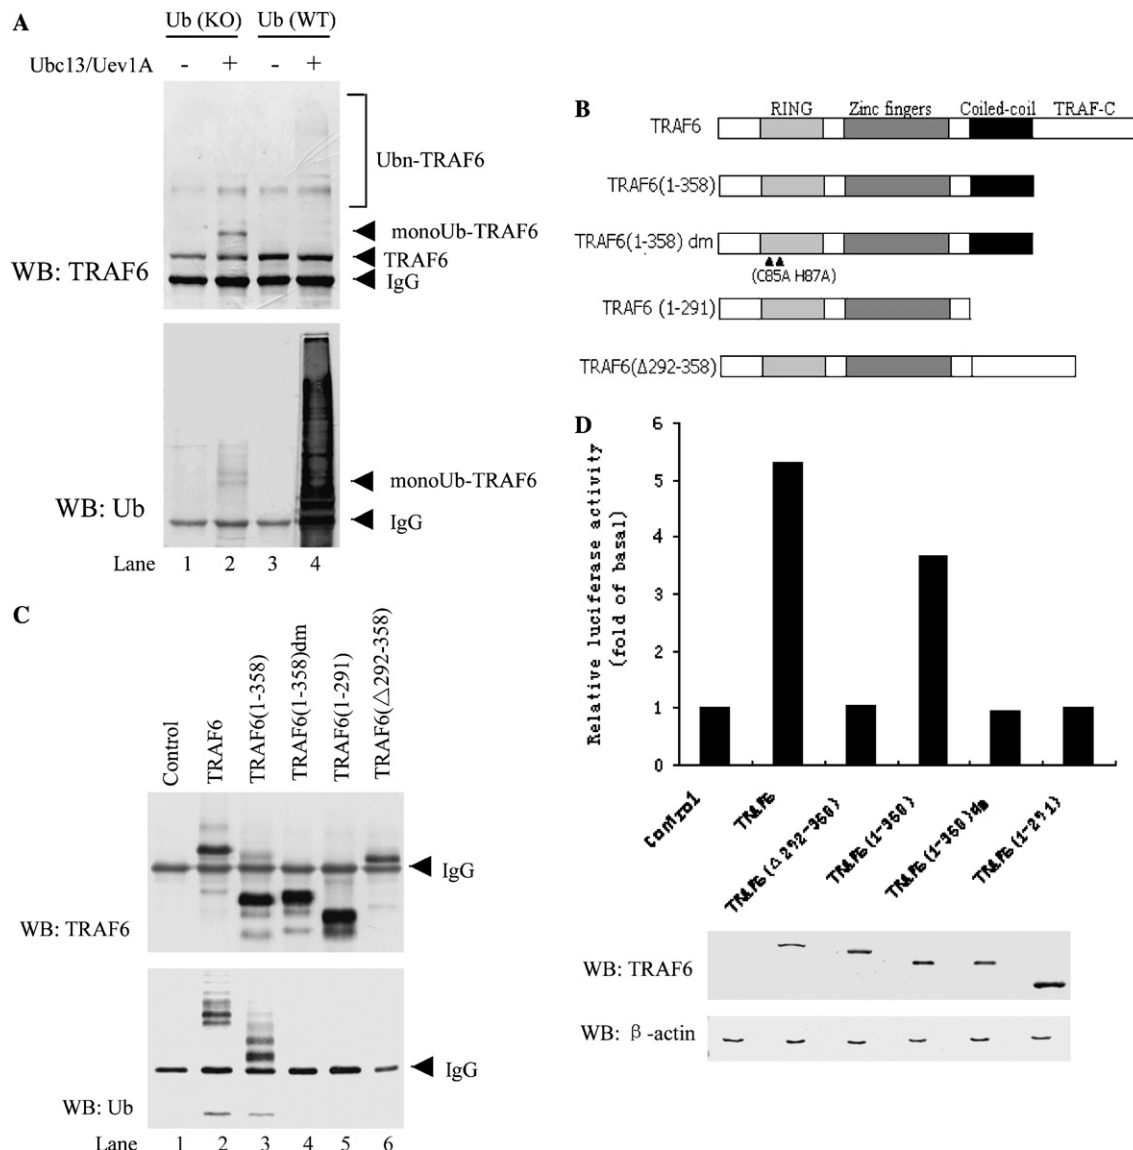 A
Ub (KO) Ub (WT)
Ubc13/Uev1A - + - +
Ubn-TRAF6
monoUb-TRAF6
TRAF6
IgG
WB: TRAF6
monoUb-TRAF6
IgG
WB: Ub
Lane 1 2 3 4
B
RING Zinc fingers Coiled-coil TRAF-C
TRAF6
TRAF6(1-358)
TRAF6(1-358) dm
(C85A H87A)
TRAF6 (1-291)
TRAF6(Δ292-358)
C
Control
TRAF6
TRAF6(1-358)
TRAF6(1-358)dm
TRAF6(1-291)
TRAF6(△292-358)
IgG
WB: TRAF6
IgG
WB: Ub
Lane 1 2 3 4 5 6
D
Relative luciferase activity
(fold of basal)
6
5
4
3
2
1
0
Control
TRAF6
TRAF6(△292-360)
TRAF6(1-360)
TRAF6(1-360)dm
TRAF6(1-291)
WB: TRAF6
WB: β-actin